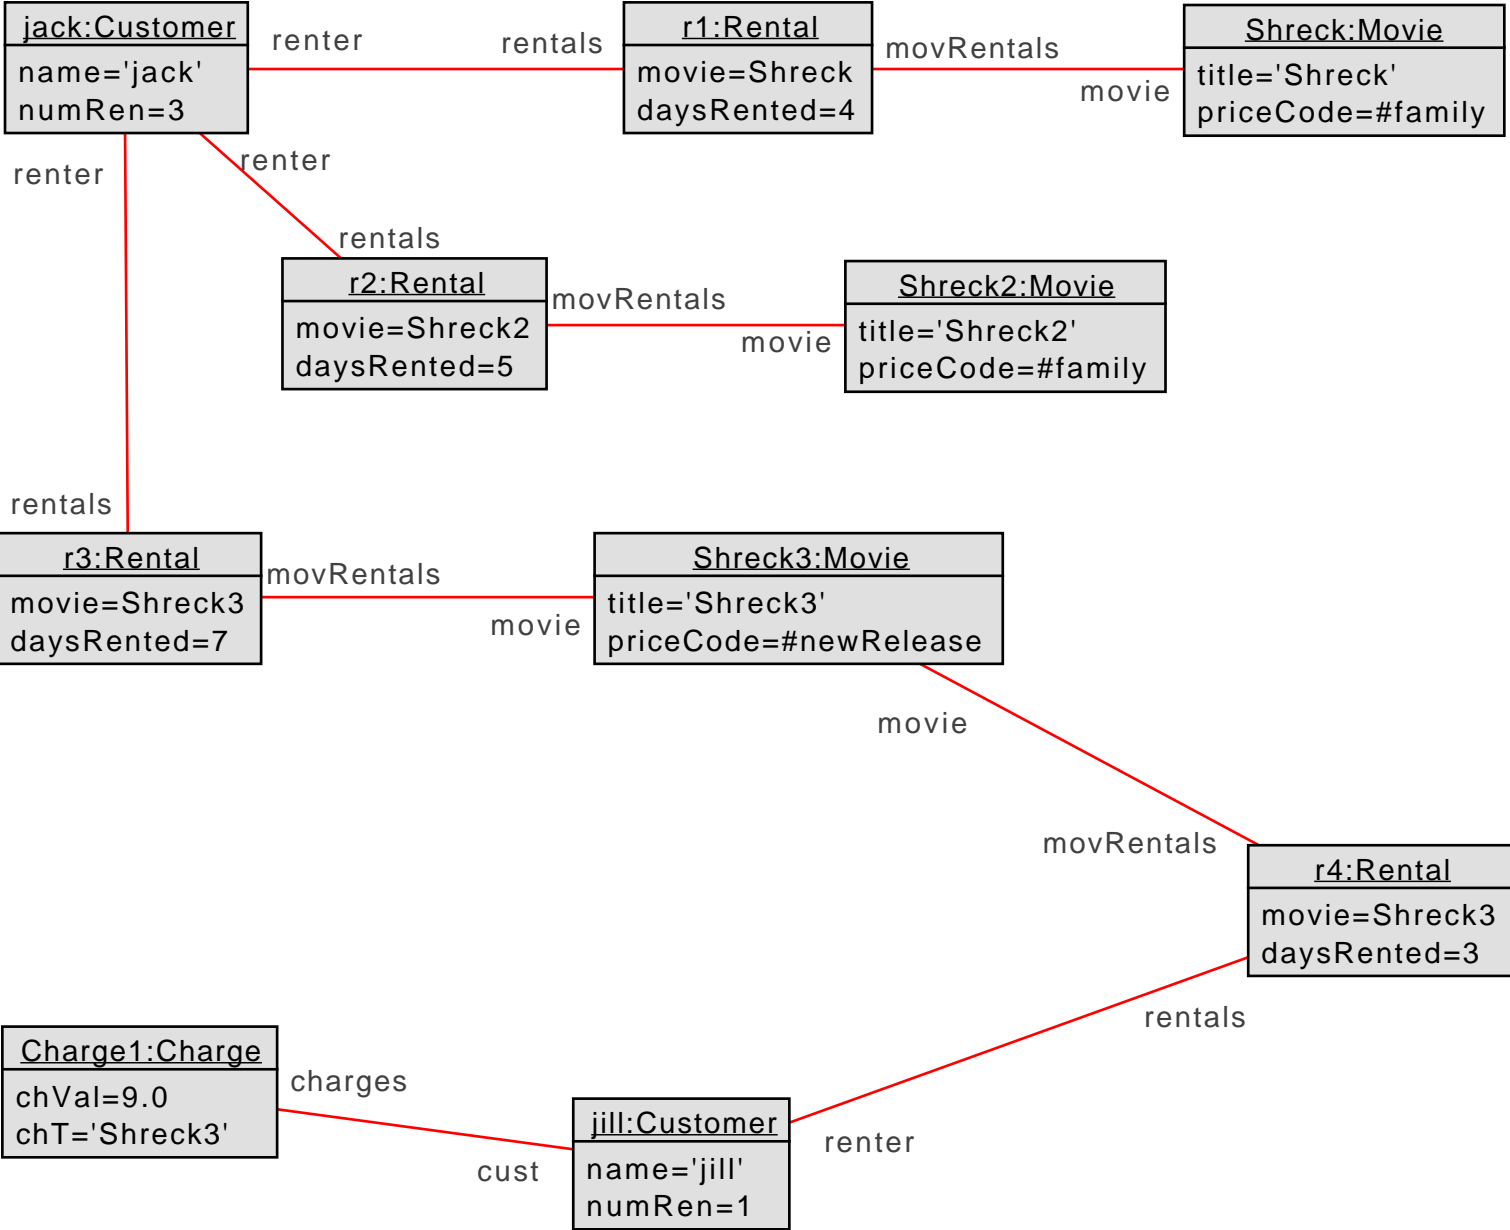 jack:Customer
name='jack'
numRen=3
renter
rentals
r1:Rental
movie=Shreck
daysRented=4
movRentals
movie
Shreck:Movie
title='Shreck'
priceCode=#family
renter
renter
rentals
r2:Rental
movie=Shreck2
daysRented=5
movRentals
movie
Shreck2:Movie
title='Shreck2'
priceCode=#family
rentals
r3:Rental
movie=Shreck3
daysRented=7
movRentals
movie
Shreck3:Movie
title='Shreck3'
priceCode=#newRelease
movie
movRentals
r4:Rental
movie=Shreck3
daysRented=3
rentals
Charge1:Charge
chVal=9.0
chT='Shreck3'
charges
cust
jill:Customer
name='jill'
numRen=1
renter